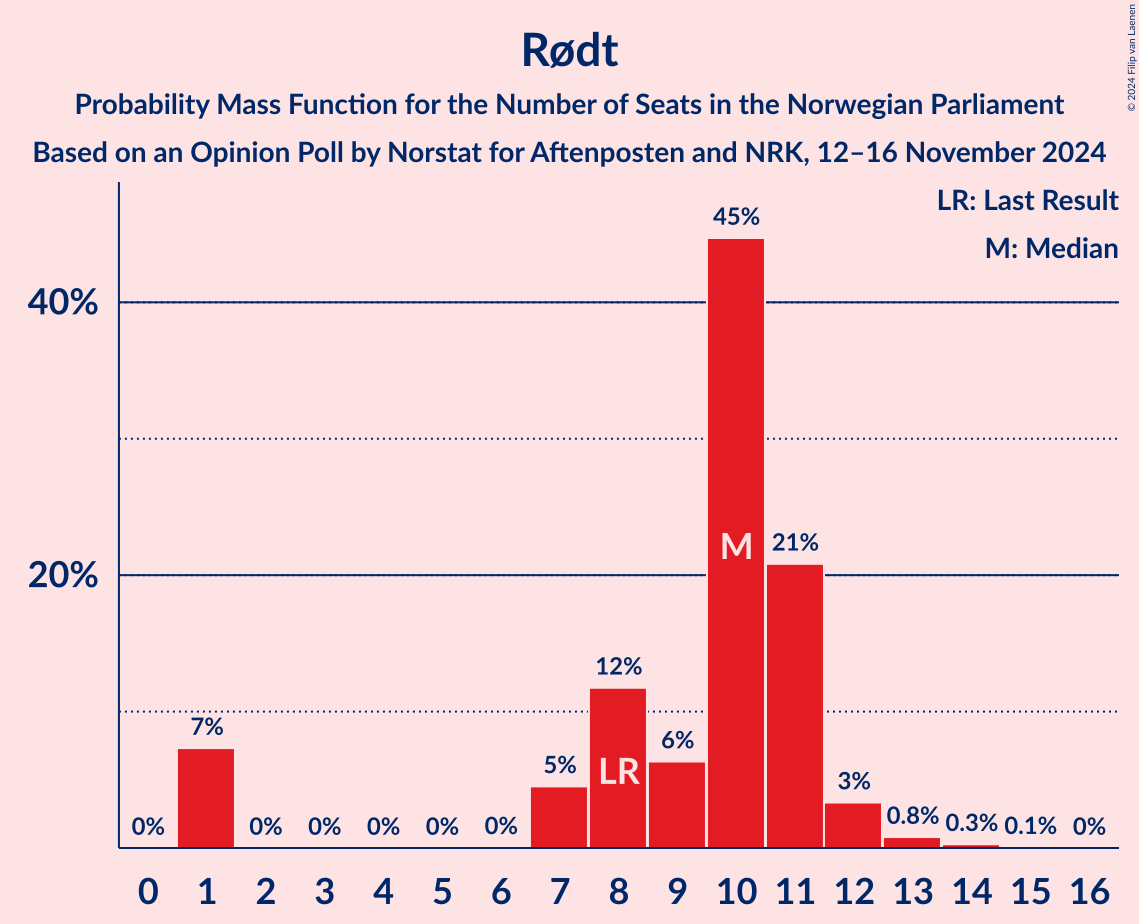 Rødt
Probability Mass Function for the Number of Seats in the Norwegian Parliament
Based on an Opinion Poll by Norstat for Aftenposten and NRK, 12–16 November 2024
© 2024 Filip van Laenen
LR: Last Result
M: Median
40%
20%
0% 7% 0% 0% 0% 0% 0% 5% 12% 6% 45% 21% 3% 0.8% 0.3% 0.1% 0%
LR
M
0 1 2 3 4 5 6 7 8 9 10 11 12 13 14 15 16